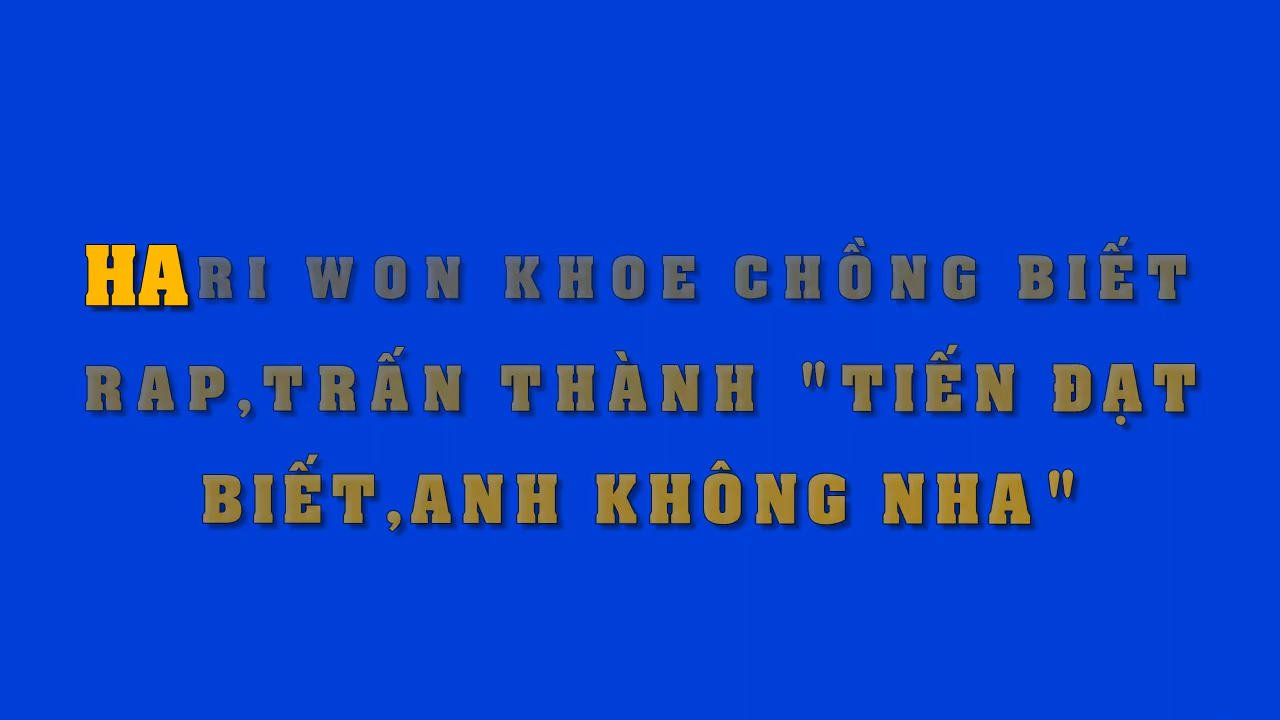 HARI WON KHOE CHỒNG BIẾT
RAP,TRẤN THÀNH "TIẾN ĐẠT
BIẾT,ANH KHÔNG NHA"